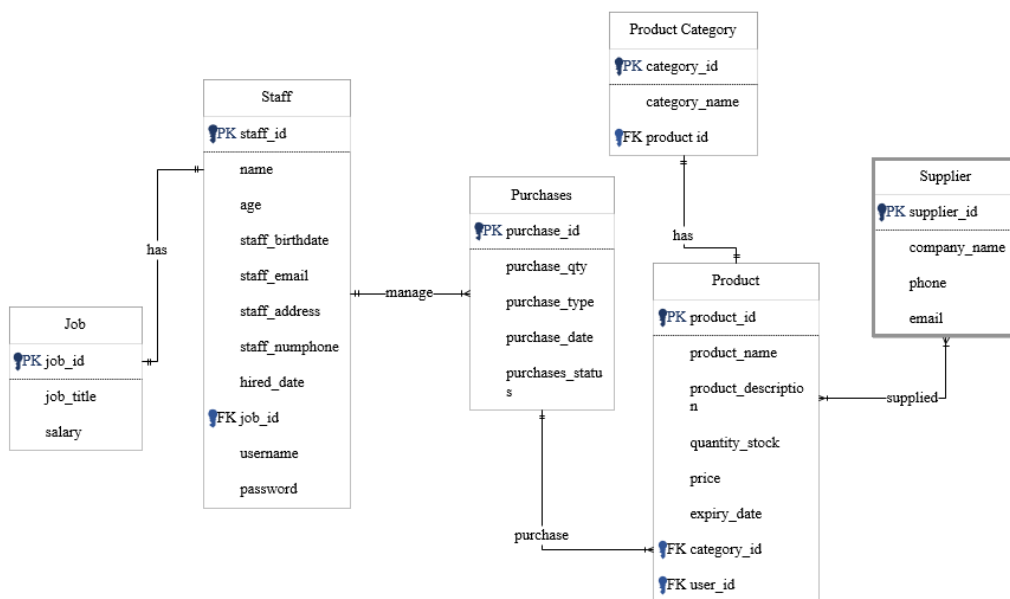 Product Category
PK category_id
category_name
FK product id
Staff
PK staff_id
name
age
staff_birthdate
staff_email
staff_address
staff_numphone
hired_date
FK job_id
username
password
has
Job
PK job_id
job_title
salary
manage
Purchases
PK purchase_id
purchase_qty
purchase_type
purchase_date
purchases_statu
s
purchase
has
Product
PK product_id
product_name
product_descriptio
n
quantity_stock
price
expiry_date
FK category_id
FK user_id
supplied
Supplier
PK supplier_id
company_name
phone
email